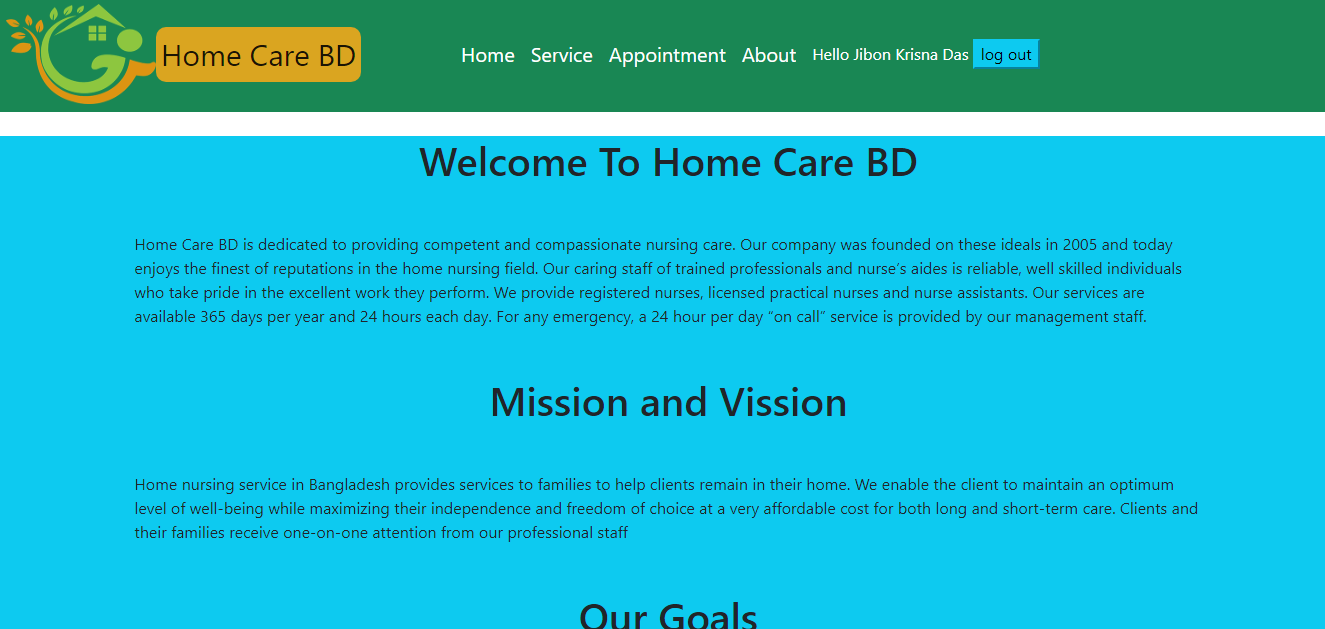 Home Care BD
Home Service Appointment About Hello Jibon Krisna Das log out
Welcome To Home Care BD
Home Care BD is dedicated to providing competent and compassionate nursing care. Our company was founded on these ideals in 2005 and today
enjoys the finest of reputations in the home nursing field. Our caring staff of trained professionals and nurse’s aides is reliable, well skilled individuals
who take pride in the excellent work they perform. We provide registered nurses, licensed practical nurses and nurse assistants. Our services are
available 365 days per year and 24 hours each day. For any emergency, a 24 hour per day “on call” service is provided by our management staff.
Mission and Vission
Home nursing service in Bangladesh provides services to families to help clients remain in their home. We enable the client to maintain an optimum
level of well-being while maximizing their independence and freedom of choice at a very affordable cost for both long and short-term care. Clients and
their families receive one-on-one attention from our professional staff
Our Goals